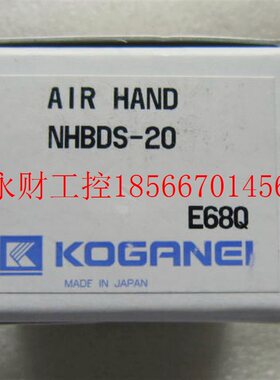 AIR HAND
NHBDS-20
永财工控18566701456
E68Q
KOGANEI
MADE IN JAPAN